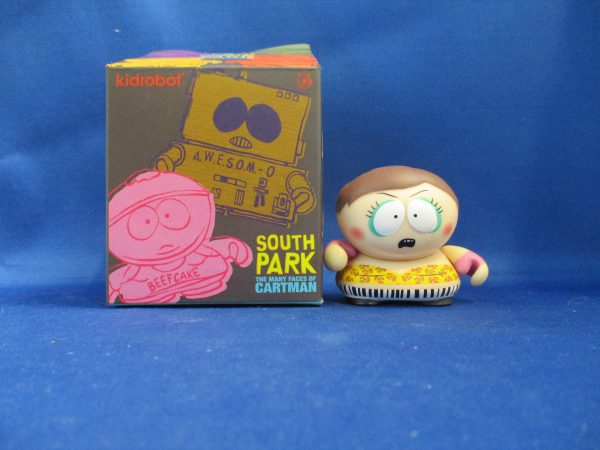 kidrobot
A.W.E.S.O.M.-O
BEEFCAKE
SOUTH
PARK
THE MANY FACES OF
CARTMAN